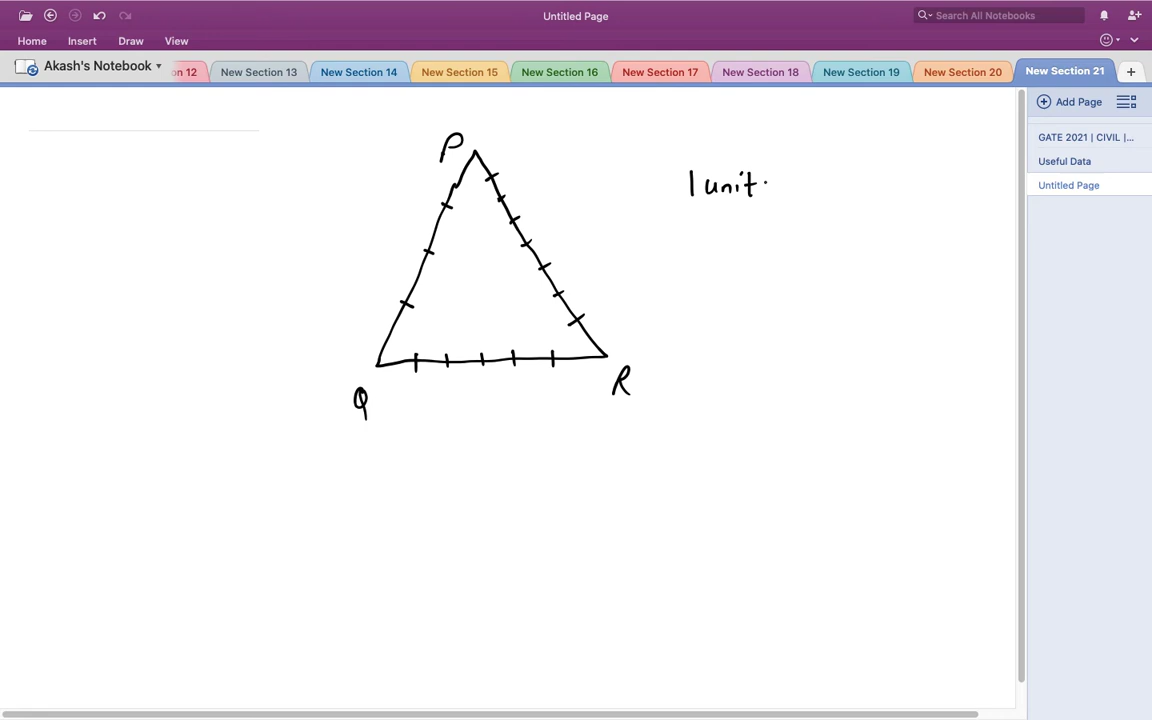 Untitled Page
Search All Notebooks
Home Insert Draw View
Akash's Notebook
on 12 New Section 13 New Section 14 New Section 15 New Section 16 New Section 17 New Section 18 New Section 19 New Section 20 New Section 21 +
Add Page
GATE 2021 | CIVIL |...
Useful Data
Untitled Page
P
1 unit.
R
Q